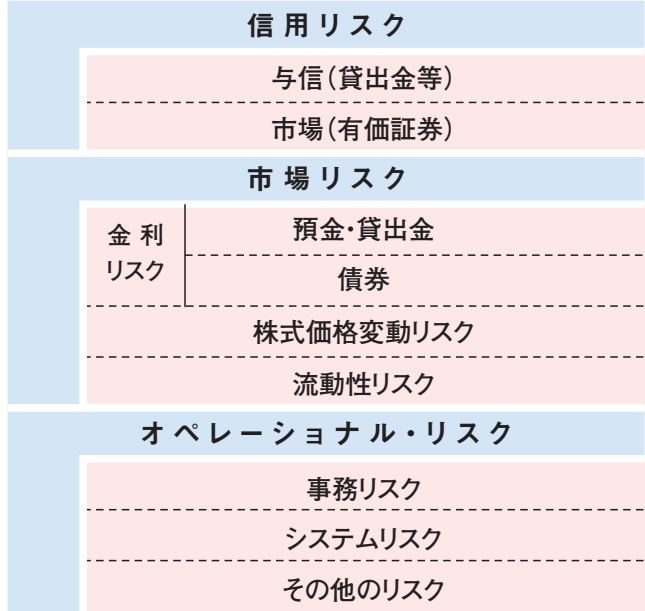 信用リスク
与信(貸出金等)
市場(有価証券)
市場リスク
金利
リスク
預金・貸出金
債券
株式価格変動リスク
流動性リスク
オペレーショナル・リスク
事務リスク
システムリスク
その他のリスク